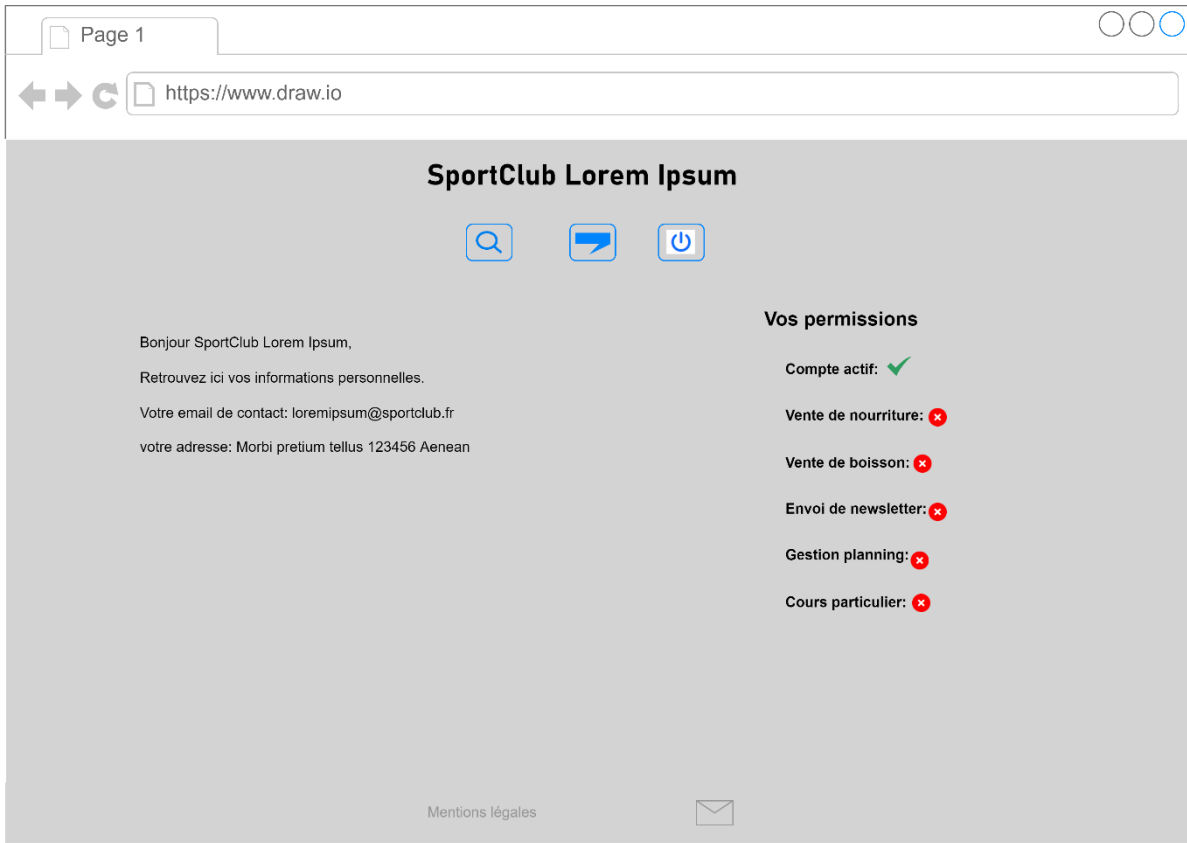 Page 1
https://www.draw.io
SportClub Lorem Ipsum
Bonjour SportClub Lorem Ipsum,
Retrouvez ici vos informations personnelles.
Votre email de contact: loremipsum@sportclub.fr
votre adresse: Morbi pretium tellus 123456 Aenean
Vos permissions
Compte actif:
Vente de nourriture:
Vente de boisson:
Envoi de newsletter:
Gestion planning:
Cours particulier:
Mentions légales